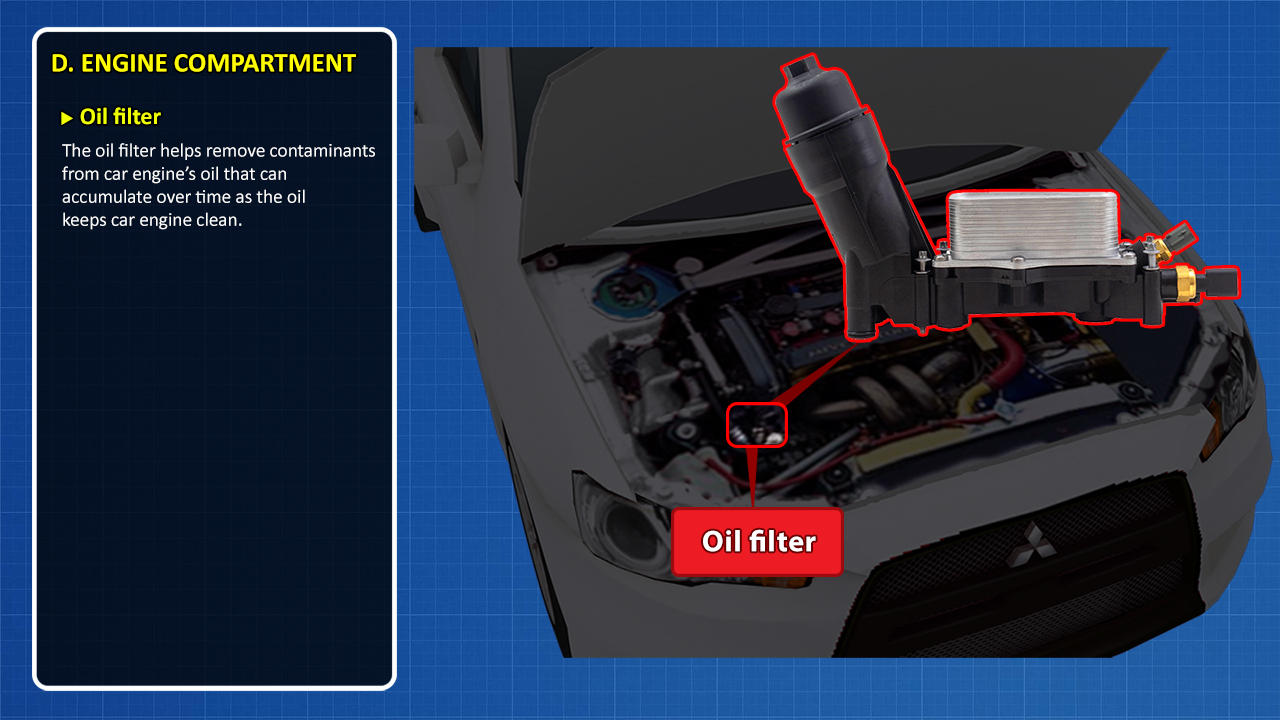 D. ENGINE COMPARTMENT
Oil filter
The oil filter helps remove contaminants
from car engine's oil that can
accumulate over time as the oil
keeps car engine clean.
Oil filter